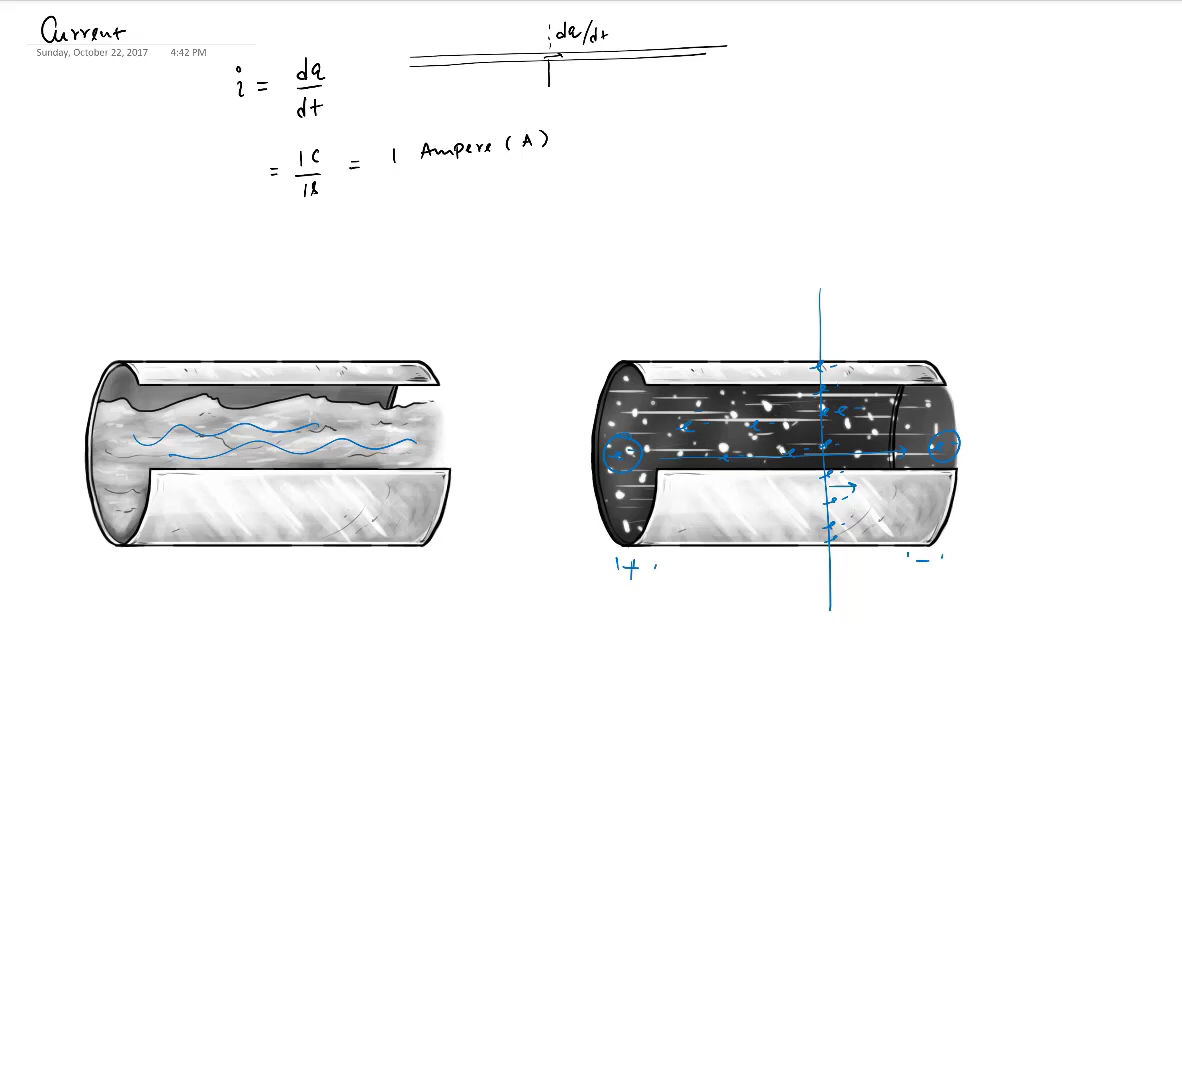 Current
Sunday, October 22, 2017 4:42 PM
dq/dt
i = dq/dt
= 1C/1s = 1 Ampere (A)
e- e- e- e-
e- e-
e- e- e-
e-
e-
e-
'+' '-'